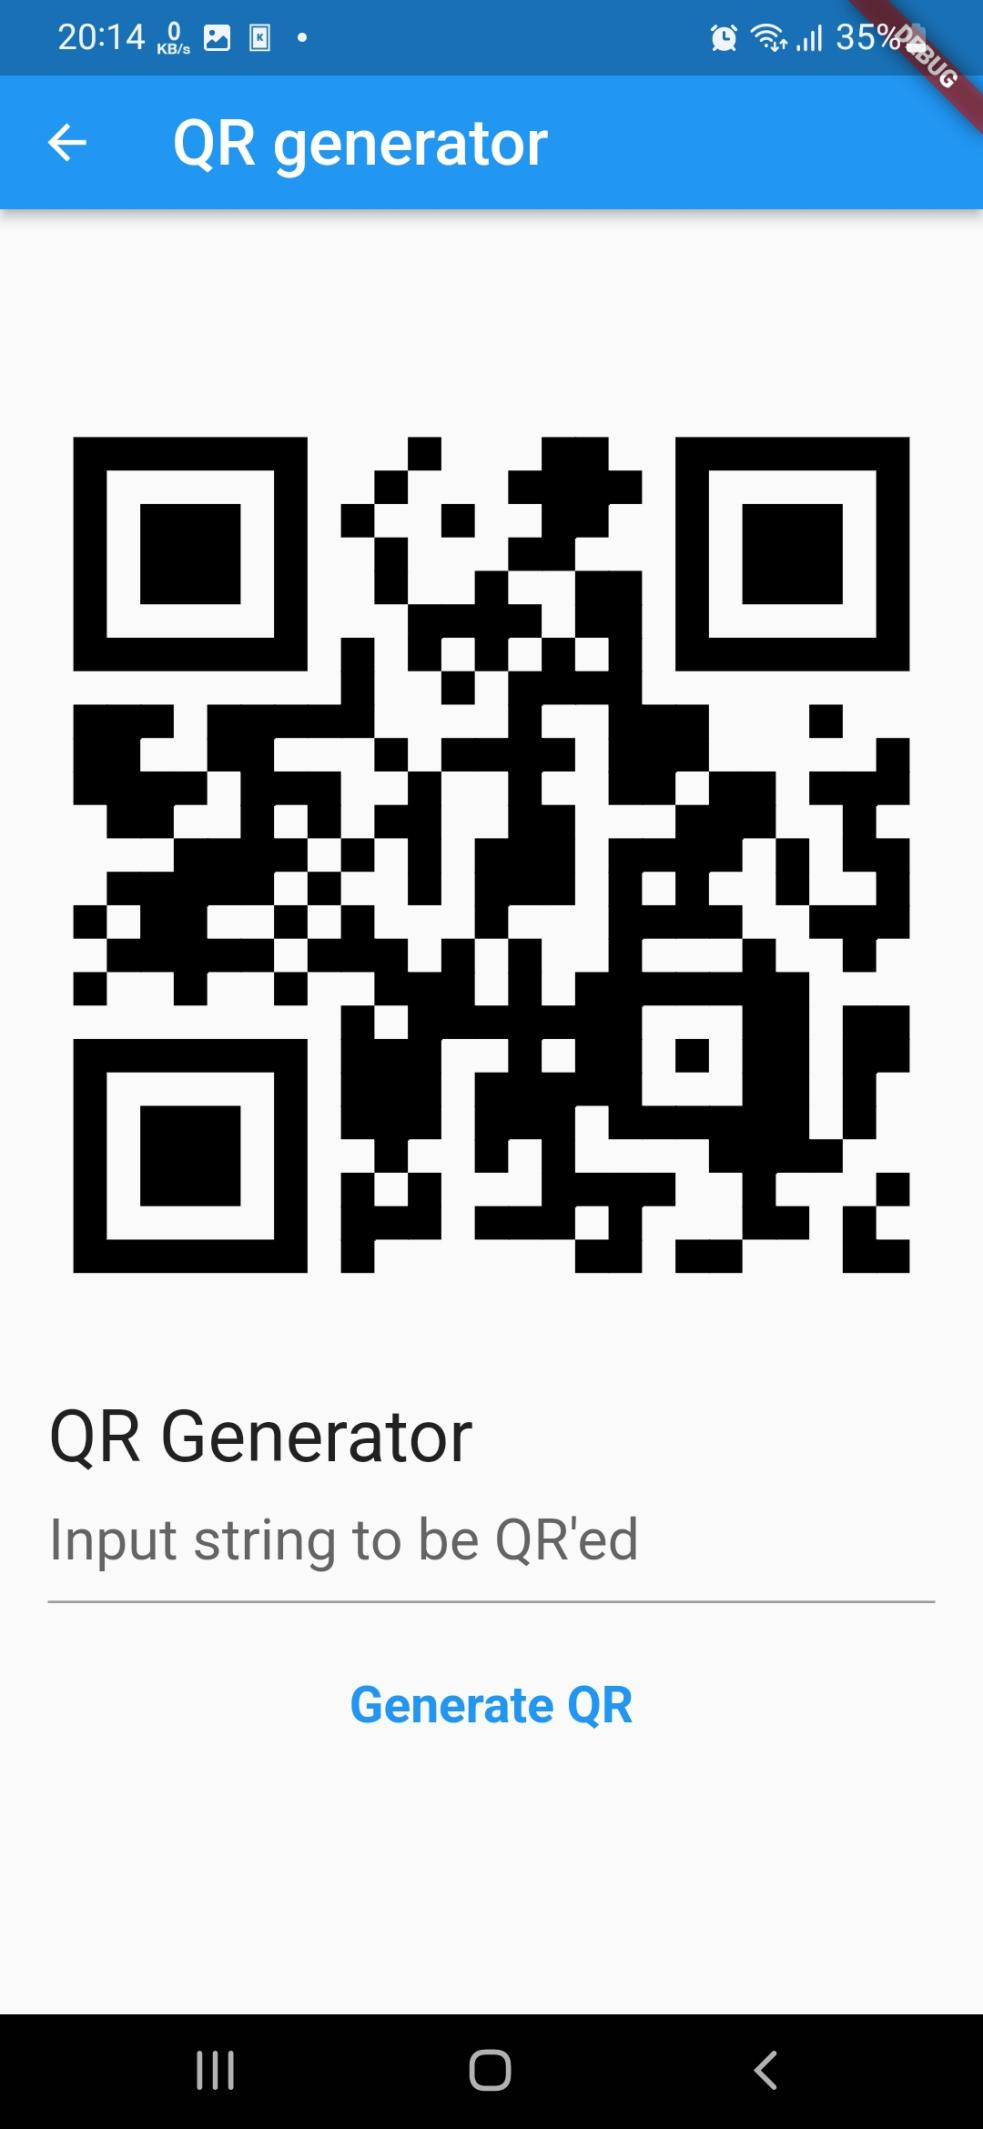 20:14 0 KB/s K 35%
DEBUG
QR generator
QR Generator
Input string to be QR'ed
Generate QR